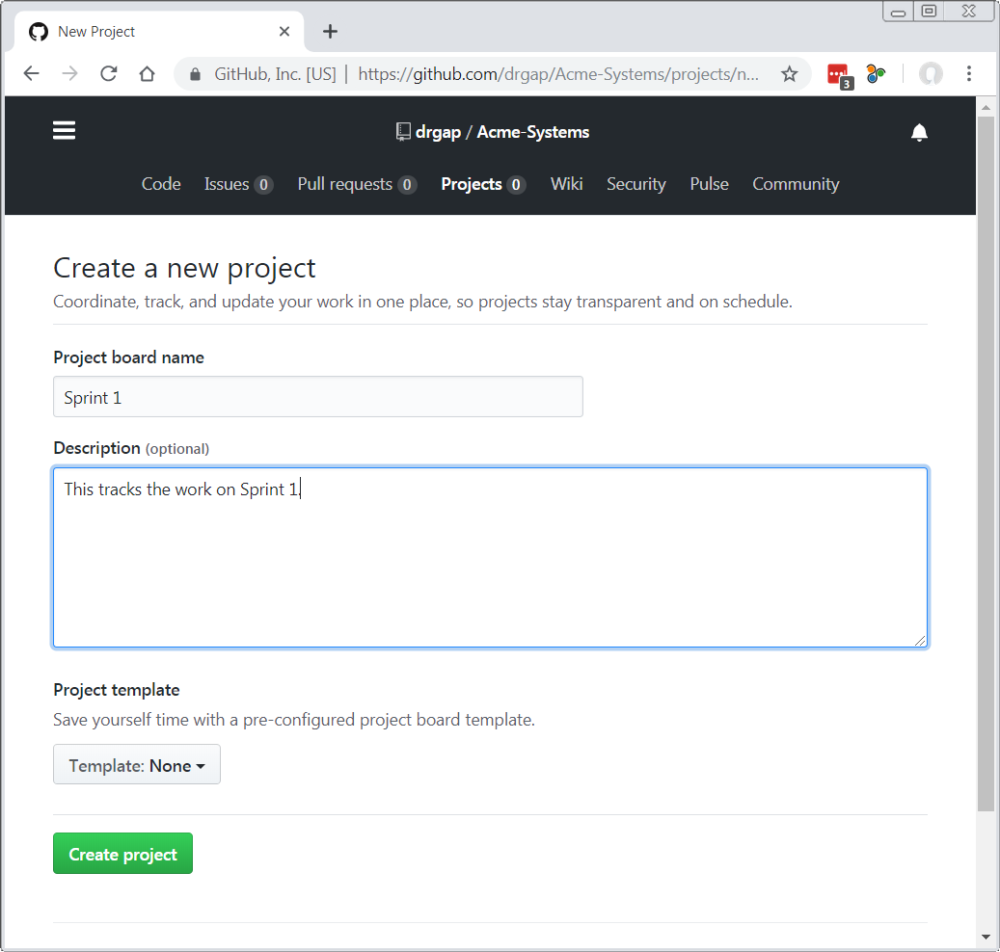 New Project
GitHub, Inc. [US] | https://github.com/drgap/Acme-Systems/projects/n...
3
drgap / Acme-Systems
Code Issues 0 Pull requests 0 Projects 0 Wiki Security Pulse Community
Create a new project
Coordinate, track, and update your work in one place, so projects stay transparent and on schedule.
Project board name
Sprint 1
Description (optional)
This tracks the work on Sprint 1.
Project template
Save yourself time with a pre-configured project board template.
Template: None
Create project